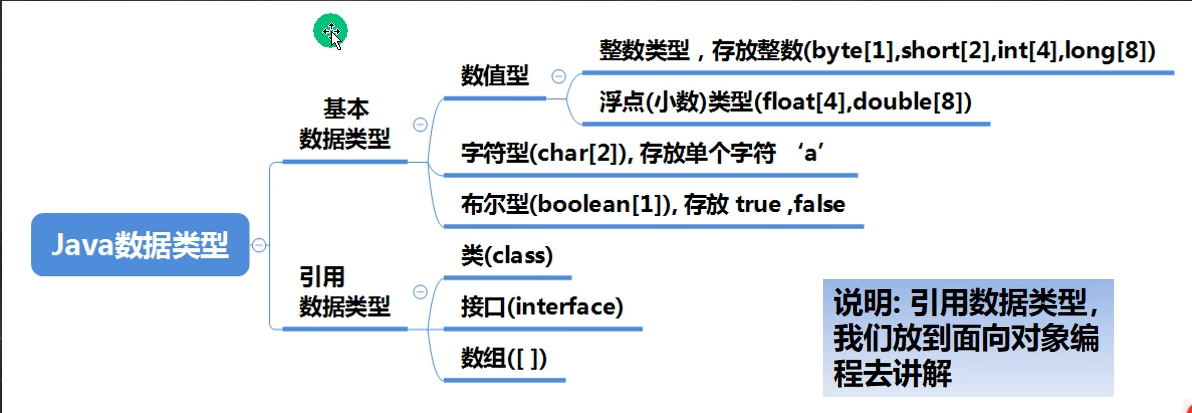 Java数据类型
基本
数据类型
数值型
整数类型，存放整数(byte[1],short[2],int[4],long[8])
浮点(小数)类型(float[4],double[8])
字符型(char[2]), 存放单个字符 ‘a’
布尔型(boolean[1]), 存放 true ,false
引用
数据类型
类(class)
接口(interface)
数组([ ])
说明: 引用数据类型，
我们放到面向对象编
程去讲解